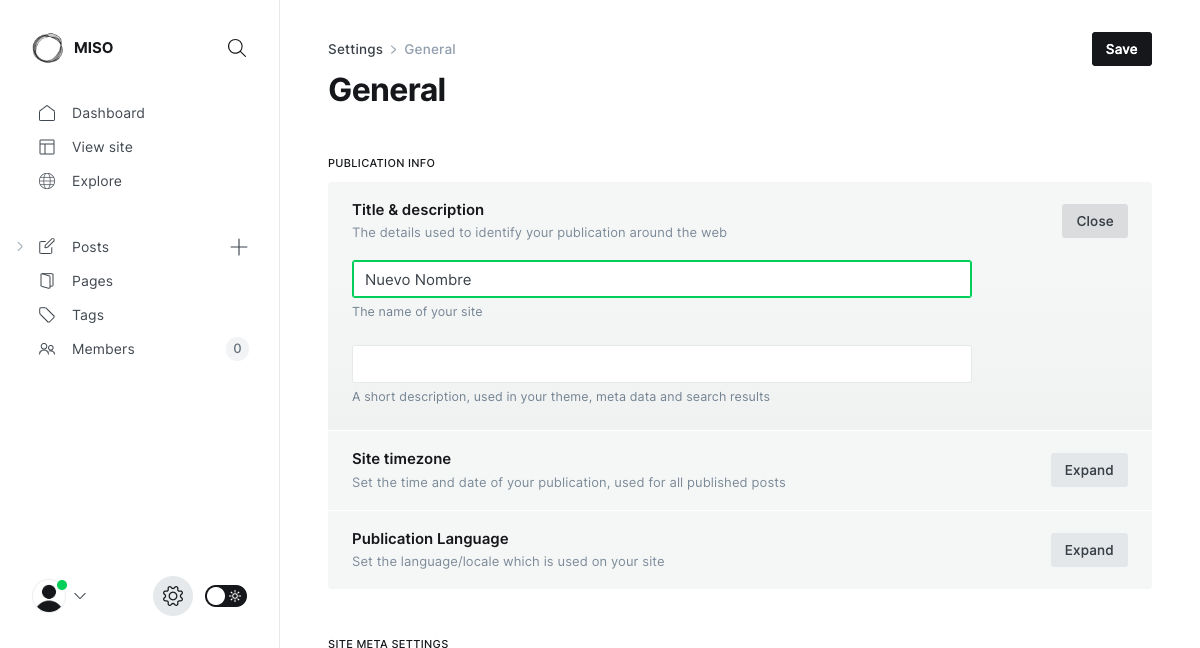 MISO
Dashboard
View site
Explore
Posts
Pages
Tags
Members
0
Settings > General
Save
General
PUBLICATION INFO
Title & description
The details used to identify your publication around the web
Close
Nuevo Nombre
The name of your site
A short description, used in your theme, meta data and search results
Site timezone
Set the time and date of your publication, used for all published posts
Expand
Publication Language
Set the language/locale which is used on your site
Expand
SITE META SETTINGS